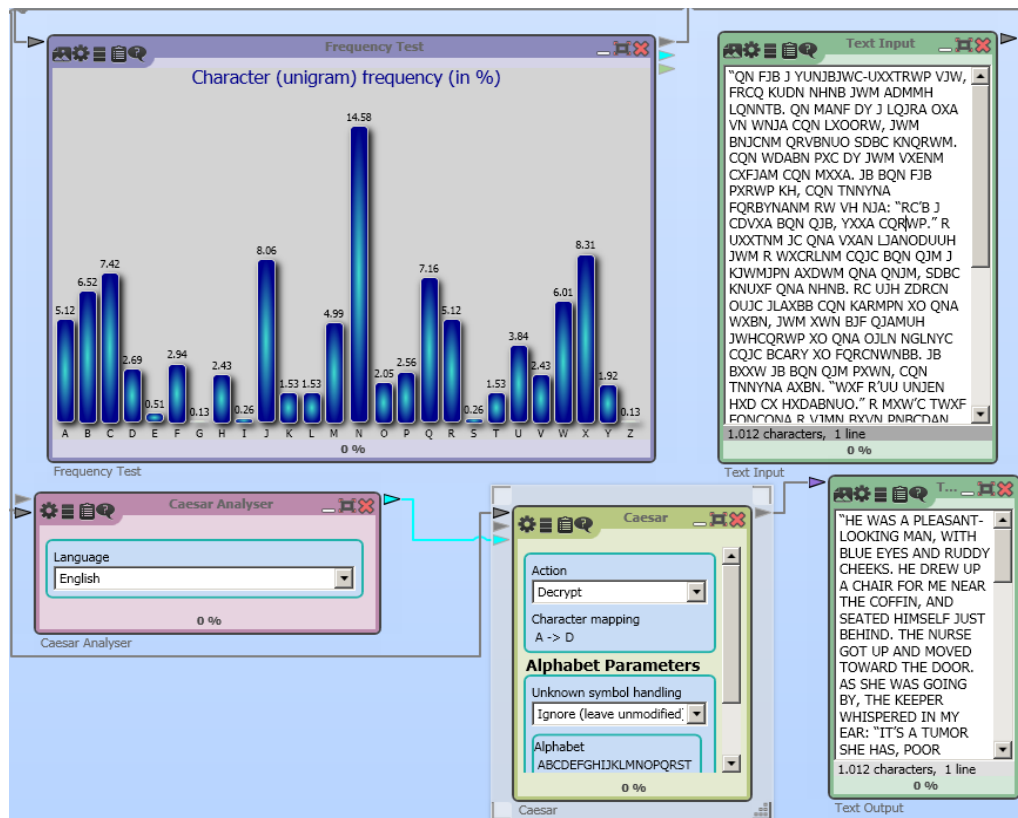 Frequency Test
Character (unigram) frequency (in %)
5.12
6.52
7.42
2.69
0.51
2.94
0.13
2.43
0.26
8.06
1.53
1.53
4.99
14.58
2.05
2.56
7.16
5.12
0.26
1.53
3.84
2.43
6.01
8.31
1.92
0.13
A B C D E F G H I J K L M N O P Q R S T U V W X Y Z
0 %
Frequency Test
Text Input
“QN FJB J YUNJBJWC-UXXTRWP VJW,
FRCQ KUDN NHNB JWM ADMMH
LQNNTB. QN MANF DY J LQJRA OXA
VN WNJA CQN LXOORW, JWM
BNJCNM QRVBNUO SDBC KNQRWM.
CQN WDABN PXC DY JWM VXENM
CXFJAM CQN MXXA. JB BQN FJB
PXRWP KH, CQN TNNYNA
FQRBYNANM RW VH NJA: “RC’B J
CDVXA BQN QJB, YXXA CQRWP.” R
UXXTNM JC QNA VXAN LJANODUUH
JWM R WXCRLNM CQJC BQN QJM J
KJWMJPN AXDWM QNA QNJM, SDBC
KNUXF QNA NHNB. RC UJH ZDRCN
OUJC JLAXBB CQN KARMPN XO QNA
WXBN, JWM XWN BJF QJAMUH
JWHCQRWP XO QNA OJLN NGLNYC
CQJC BCARY XO FQRCNWNBB. JB
BXXW JB BQN QJM PXWN, CQN
TNNYNA AXBN. “WXF R’UU UNJEN
HXD CX HXDABNUO.” R MXW’C TWXF
1.012 characters, 1 line
0 %
Text Input
Caesar Analyser
Language
English
0 %
Caesar Analyser
Caesar
Action
Decrypt
Character mapping
A -> D
Alphabet Parameters
Unknown symbol handling
Ignore (leave unmodified)
Alphabet
ABCDEFGHIJKLMNOPQRST
0 %
Caesar
T...
“HE WAS A PLEASANT-
LOOKING MAN, WITH
BLUE EYES AND RUDDY
CHEEKS. HE DREW UP
A CHAIR FOR ME NEAR
THE COFFIN, AND
SEATED HIMSELF JUST
BEHIND. THE NURSE
GOT UP AND MOVED
TOWARD THE DOOR.
AS SHE WAS GOING
BY, THE KEEPER
WHISPERED IN MY
EAR: “IT’S A TUMOR
SHE HAS, POOR
1.012 characters, 1 line
0 %
Text Output